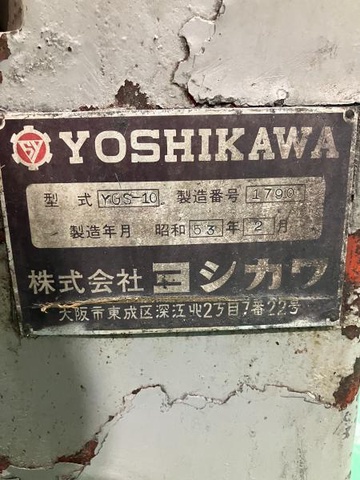 YOSHIKAWA
型式 YGS-10 製造番号 1790
製造年月 昭和 53 年 2 月
株式会社 ヨシカワ
大阪市東成区深江北2丁目7番22号